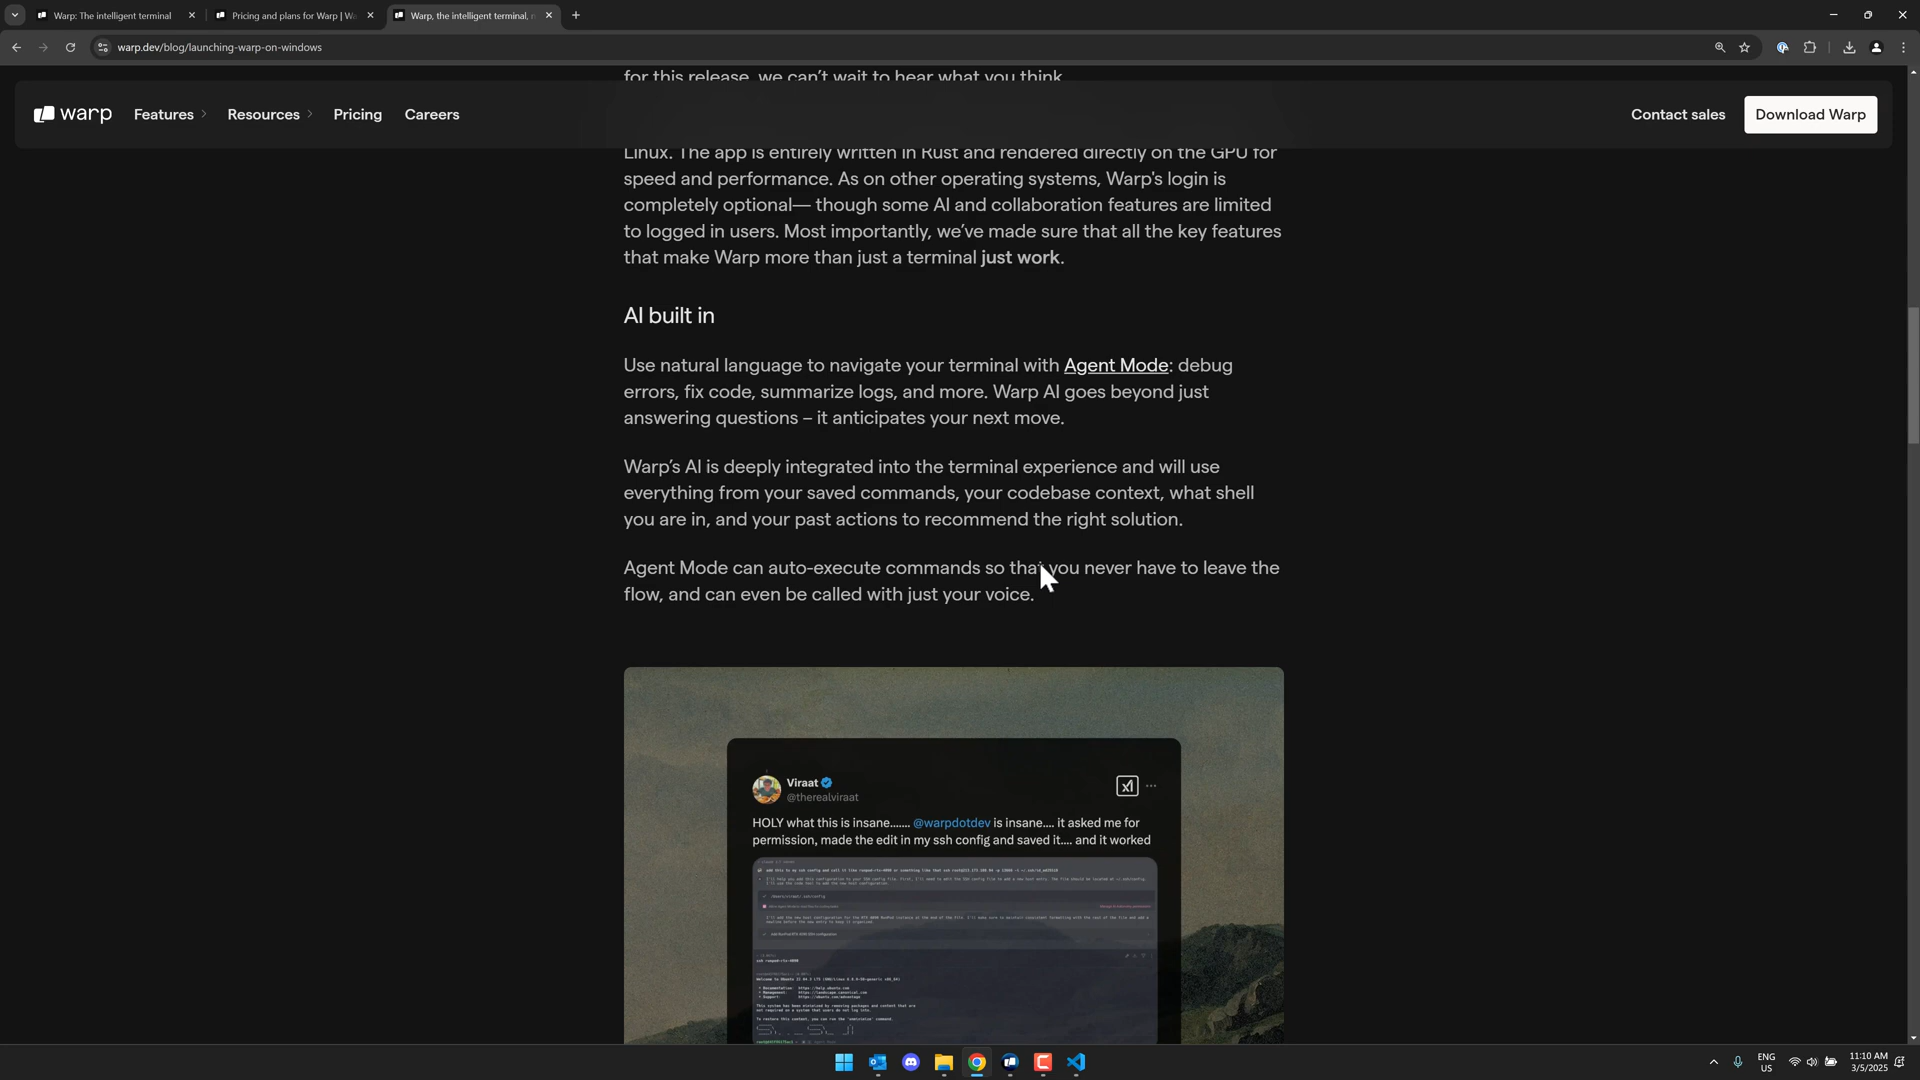 Warp: The intelligent terminal
Pricing and plans for Warp | Wa
Warp, the intelligent terminal, n
warp.dev/blog/launching-warp-on-windows
for this release, we can't wait to hear what you think
warp
Features
Resources
Pricing
Careers
Contact sales
Download Warp
Linux. The app is entirely written in Rust and rendered directly on the GPU for
speed and performance. As on other operating systems, Warp's login is
completely optional— though some AI and collaboration features are limited
to logged in users. Most importantly, we've made sure that all the key features
that make Warp more than just a terminal just work.
AI built in
Use natural language to navigate your terminal with Agent Mode: debug
errors, fix code, summarize logs, and more. Warp AI goes beyond just
answering questions – it anticipates your next move.
Warp's AI is deeply integrated into the terminal experience and will use
everything from your saved commands, your codebase context, what shell
you are in, and your past actions to recommend the right solution.
Agent Mode can auto-execute commands so that you never have to leave the
flow, and can even be called with just your voice.
Viraat
@therealviraat
HOLY what this is insane....... @warpdotdev is insane.... it asked me for
permission, made the edit in my ssh config and saved it.... and it worked
ENG
US
11:10 AM
3/5/2025